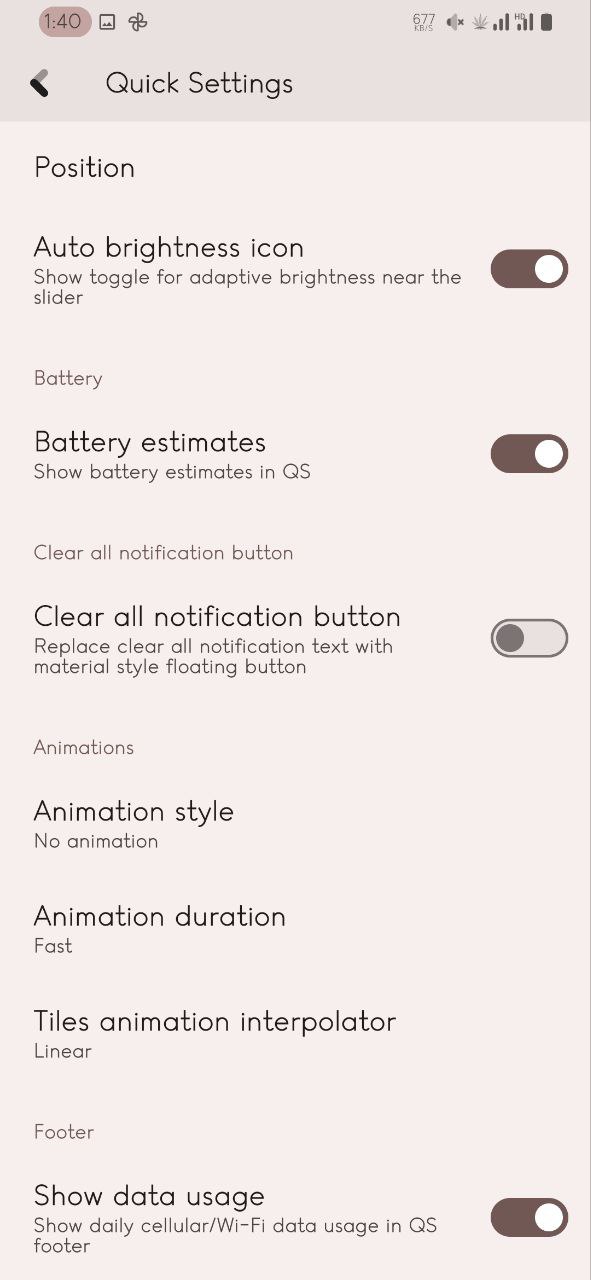 1:40
677
KB/S
HD
Quick Settings
Position
Auto brightness icon
Show toggle for adaptive brightness near the
slider
Battery
Battery estimates
Show battery estimates in QS
Clear all notification button
Clear all notification button
Replace clear all notification text with
material style floating button
Animations
Animation style
No animation
Animation duration
Fast
Tiles animation interpolator
Linear
Footer
Show data usage
Show daily cellular/Wi-Fi data usage in QS
footer